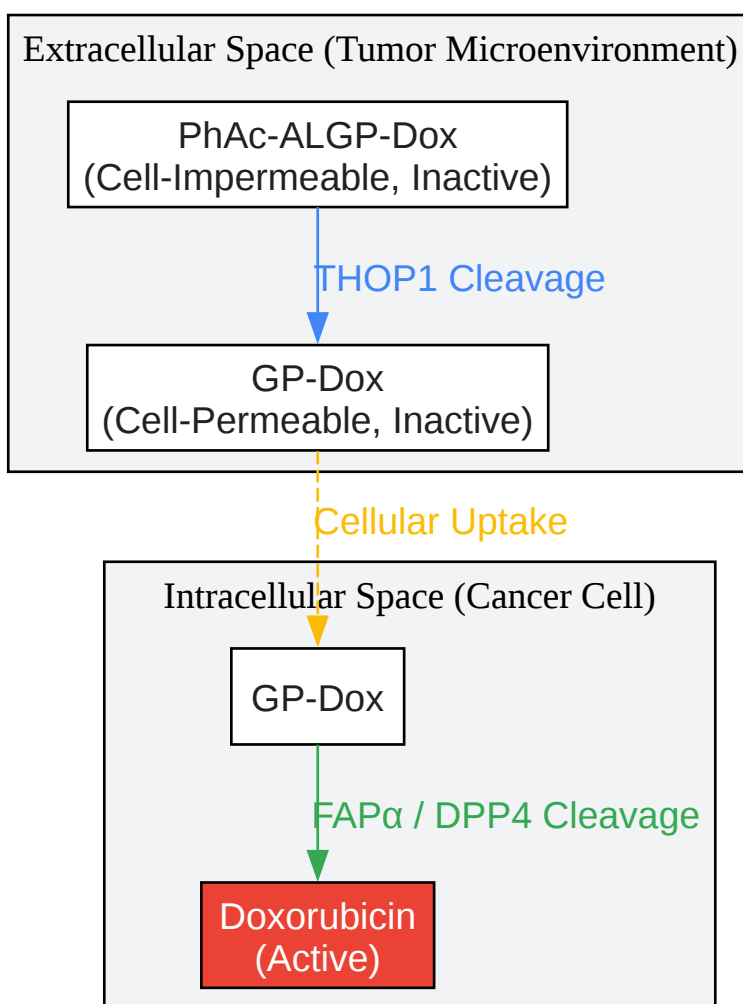 Extracellular Space (Tumor Microenvironment)
PhAc-ALGP-Dox
(Cell-Impermeable, Inactive)
THOP1 Cleavage
GP-Dox
(Cell-Permeable, Inactive)
Cellular Uptake
Intracellular Space (Cancer Cell)
GP-Dox
FAPα / DPP4 Cleavage
Doxorubicin
(Active)